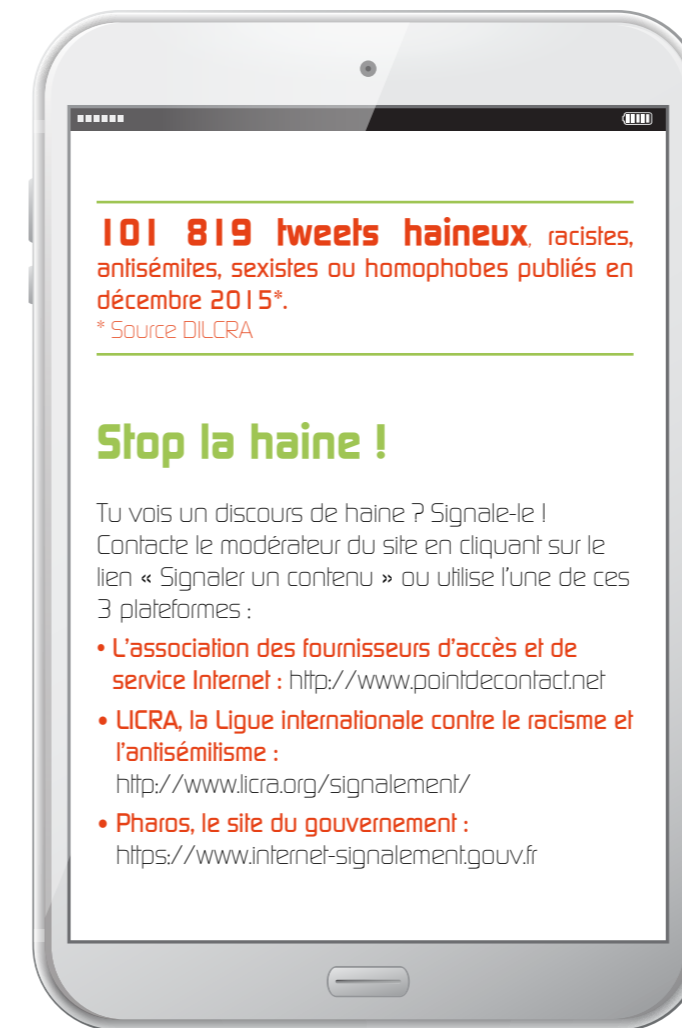 101 819 tweets haineux, racistes,
antisémites, sexistes ou homophobes publiés en
décembre 2015*.
* Source DILCRA
Stop la haine !
Tu vois un discours de haine ? Signale-le !
Contacte le modérateur du site en cliquant sur le
lien « Signaler un contenu » ou utilise l'une de ces
3 plateformes :
• L'association des fournisseurs d'accès et de
service Internet : http://www.pointdecontact.net
• LICRA, la Ligue internationale contre le racisme et
l'antisémitisme :
http://www.licra.org/signalement/
• Pharos, le site du gouvernement :
https://www.internet-signalement.gouv.fr